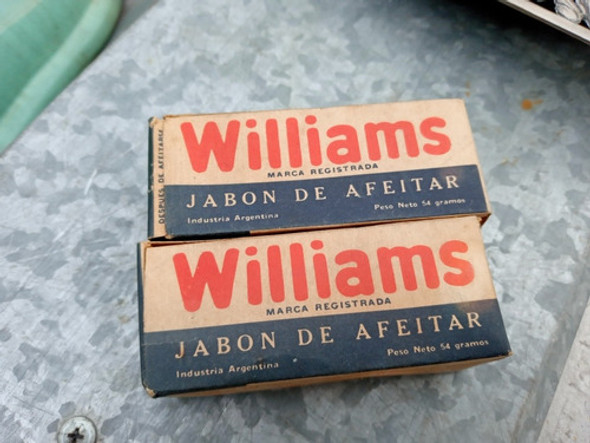 DESPUES DE AFEITARSE
Williams
MARCA REGISTRADA
JABON DE AFEITAR
Industria Argentina
Peso Neto 54 gramos
Williams
MARCA REGISTRADA
JABON DE AFEITAR
Industria Argentina
Peso Neto 54 gramos